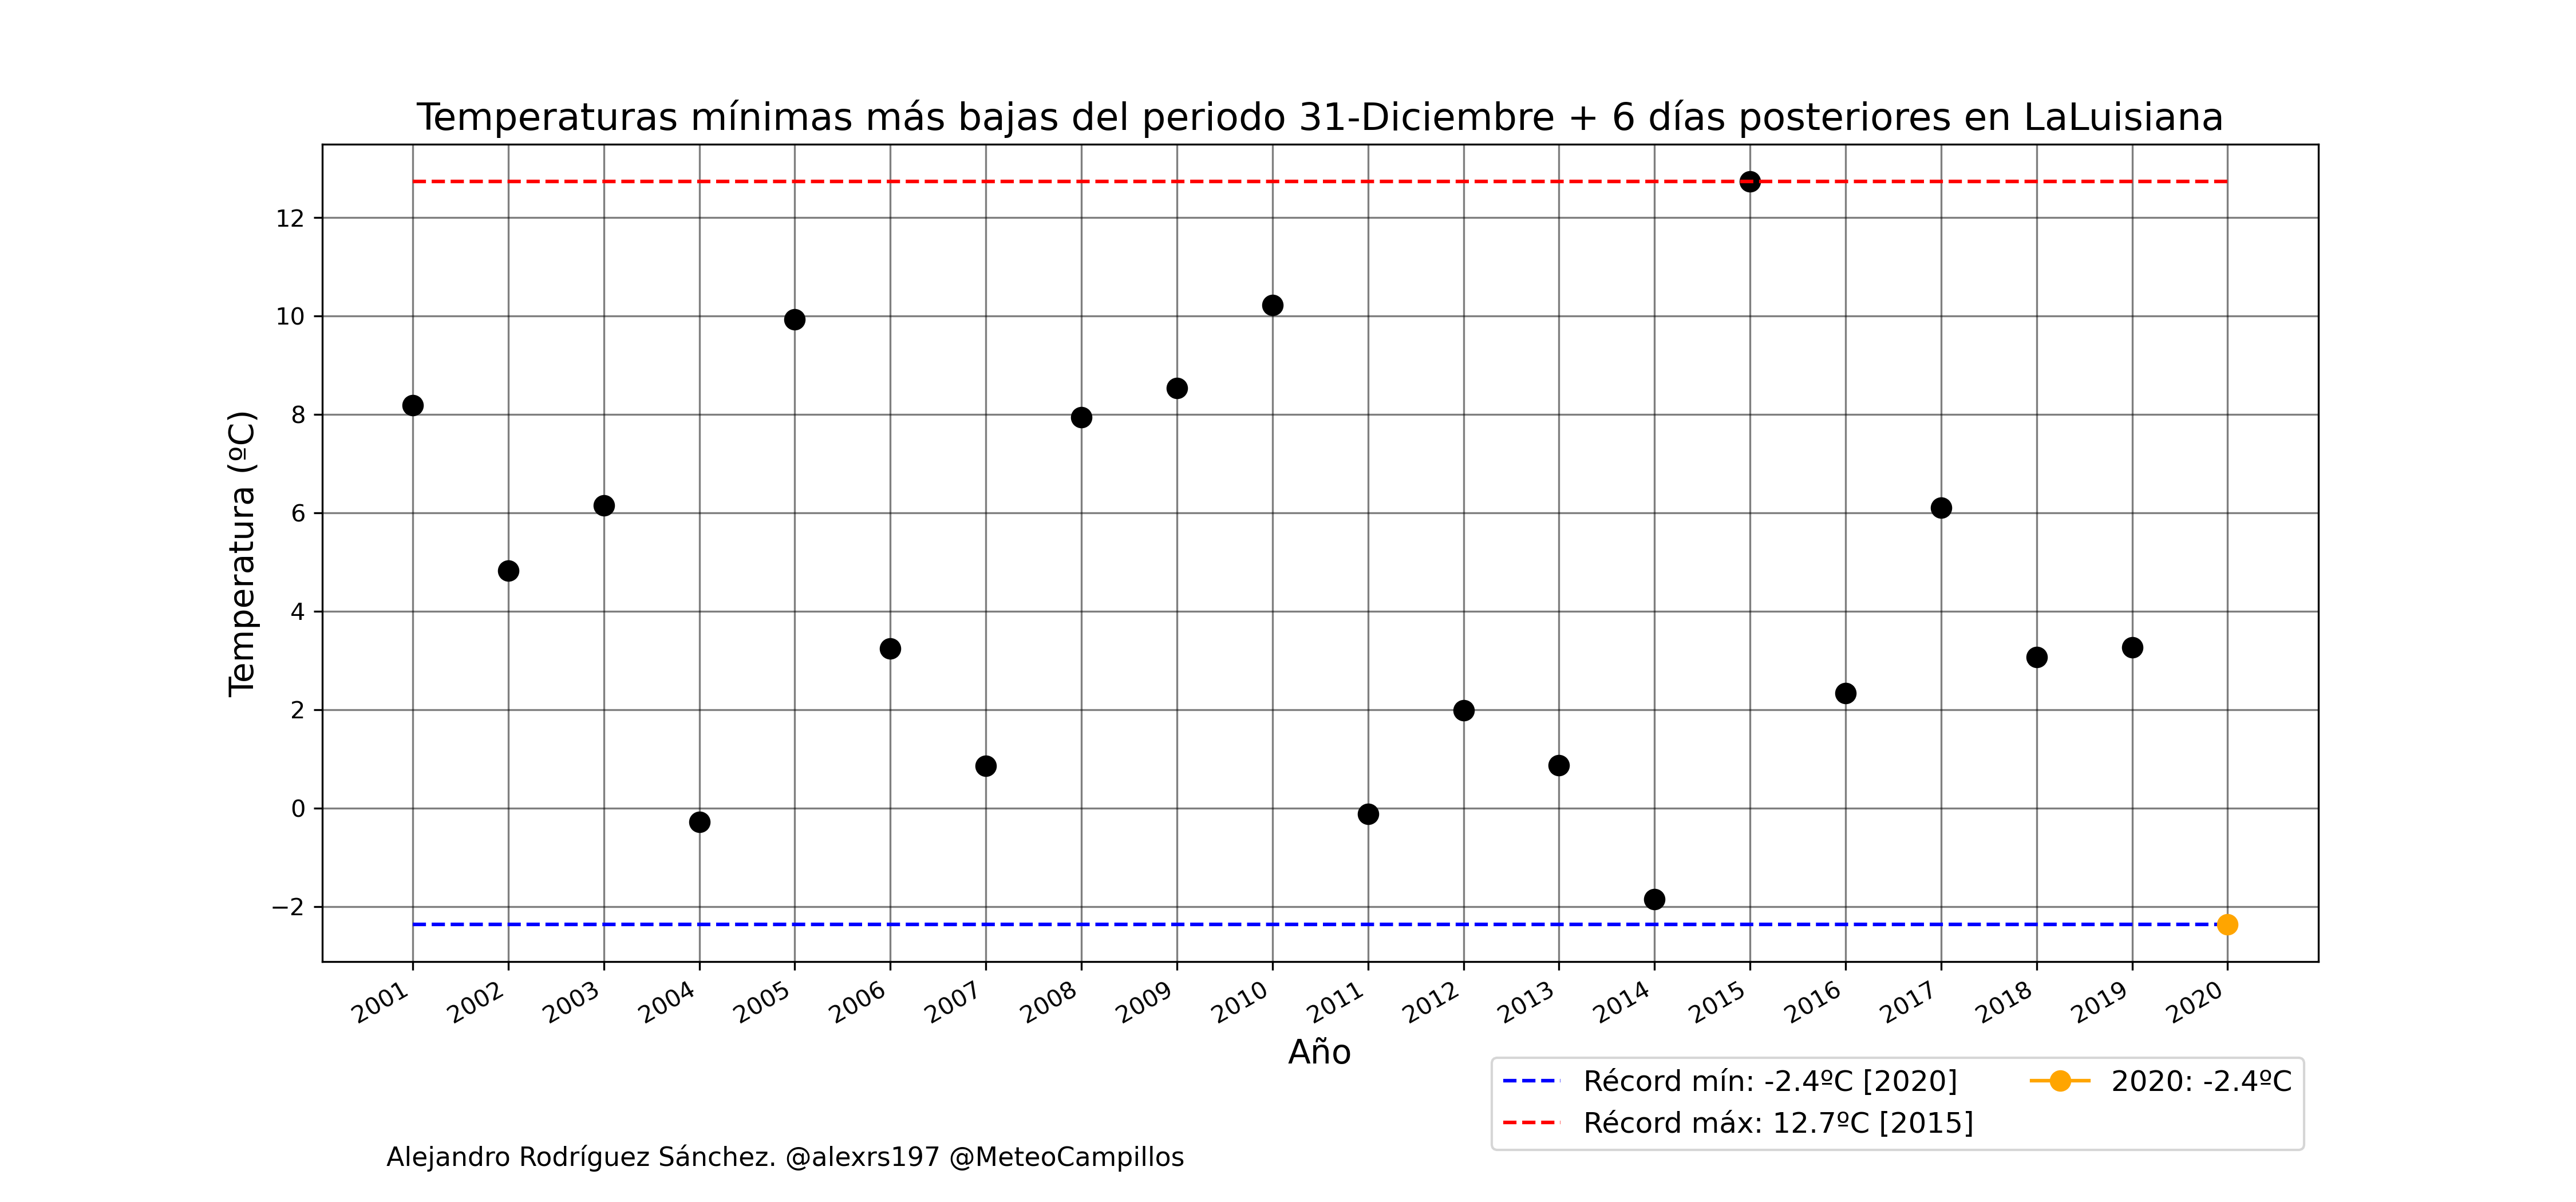 Temperaturas mínimas más bajas del periodo 31-Diciembre + 6 días posteriores en LaLuisiana
Temperatura (ºC)
12
10
8
6
4
2
0
−2
2001 2002 2003 2004 2005 2006 2007 2008 2009 2010 2011 2012 2013 2014 2015 2016 2017 2018 2019 2020
Año
Récord mín: -2.4ºC [2020]
Récord máx: 12.7ºC [2015]
2020: -2.4ºC
Alejandro Rodríguez Sánchez. @alexrs197 @MeteoCampillos